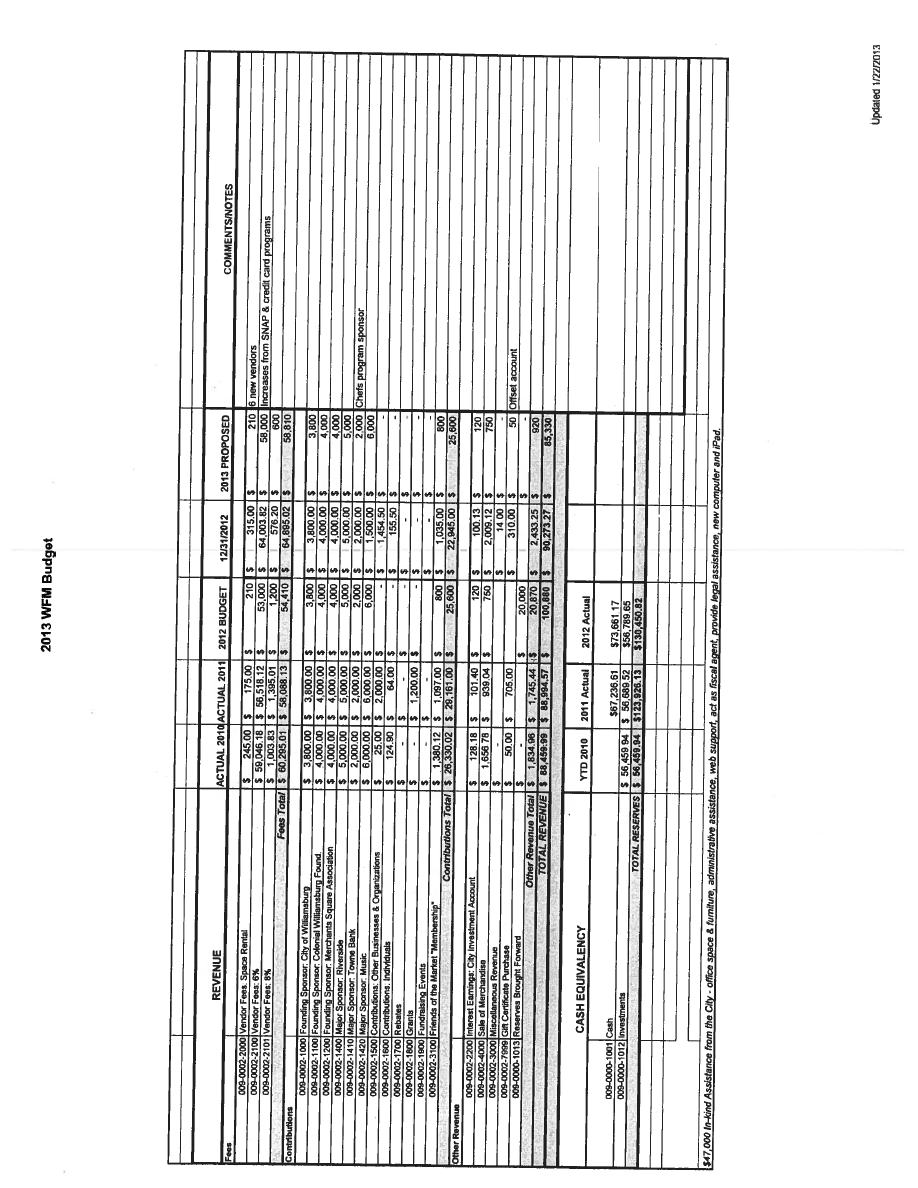 2013 WFM Budget
REVENUE ACTUAL 2010 ACTUAL 2011 2012 BUDGET 12/31/2012 2013 PROPOSED COMMENTS/NOTES
Fees
009-0002-2000 Vendor Fees: Space Rental $ 245.00 $ 175.00 $ 210 $ 315.00 $ 210 6 new vendors
009-0002-2100 Vendor Fees: 6% $ 59,046.18 $ 56,518.12 $ 53,000 $ 64,003.82 $ 58,000 Increases from SNAP & credit card programs
009-0002-2101 Vendor Fees: 8% $ 1,003.83 $ 1,395.01 $ 1,200 $ 576.20 $ 600
Fees Total $ 60,295.01 $ 58,088.13 $ 54,410 $ 64,895.02 $ 58,810
Contributions
009-0002-1000 Founding Sponsor: City of Williamsburg $ 3,800.00 $ 3,800.00 $ 3,800 $ 3,800.00 $ 3,800
009-0002-1100 Founding Sponsor: Colonial Williamsburg Found. $ 4,000.00 $ 4,000.00 $ 4,000 $ 4,000.00 $ 4,000
009-0002-1200 Founding Sponsor: Merchants Square Association $ 4,000.00 $ 4,000.00 $ 4,000 $ 4,000.00 $ 4,000
009-0002-1400 Major Sponsor: Riverside $ 5,000.00 $ 5,000.00 $ 5,000 $ 5,000.00 $ 5,000
009-0002-1410 Major Sponsor: Towne Bank $ 2,000.00 $ 2,000.00 $ 2,000 $ 2,000.00 $ 2,000 Chefs program sponsor
009-0002-1420 Major Sponsor: Music $ 6,000.00 $ 6,000.00 $ 6,000 $ 1,500.00 $ 6,000
009-0002-1500 Contributions: Other Businesses & Organizations $ 25.00 $ 2,000.00 $ - $ 1,454.50 $ -
009-0002-1600 Contributions: Individuals $ 124.90 $ 64.00 $ - $ 155.50 $ -
009-0002-1700 Rebates $ - $ - $ - $ - $ -
009-0002-1800 Grants $ - $ 1,200.00 $ - $ - $ -
009-0002-1900 Fundraising Events $ - $ - $ - $ - $ -
009-0002-3100 Friends of the Market "Membership" $ 1,380.12 $ 1,097.00 $ 800 $ 1,035.00 $ 800
Contributions Total $ 26,330.02 $ 29,161.00 $ 25,600 $ 22,945.00 $ 25,600
Other Revenue
009-0002-2200 Interest Earnings: City Investment Account $ 128.18 $ 101.40 $ 120 $ 100.13 $ 120
009-0002-4000 Sale of Merchandise $ 1,656.78 $ 939.04 $ 750 $ 2,009.12 $ 750
009-0002-3000 Miscellaneous Revenue $ - $ 14.00 $ -
009-0002-7999 Gift Certificate Purchase $ 50.00 $ 705.00 $ 310.00 $ 50 Offset account
009-0000-1013 Reserves Brought Forward $ - $ 20,000 $ -
Other Revenue Total $ 1,834.96 $ 1,745.44 $ 20,870 $ 2,433.25 $ 920
TOTAL REVENUE $ 88,459.99 $ 88,994.57 $ 100,880 $ 90,273.27 $ 85,330
CASH EQUIVALENCY YTD 2010 2011 Actual 2012 Actual
009-0000-1001 Cash $67,236.61 $73,661.17
009-0000-1012 Investments $ 56,459.94 $ 56,689.52 $56,789.65
TOTAL RESERVES $ 56,459.94 $123,926.13 $130,450.82
$47,000 In-kind Assistance from the City - office space & furniture, administrative assistance, web support, act as fiscal agent, provide legal assistance, new computer and iPad.
Updated 1/22/2013